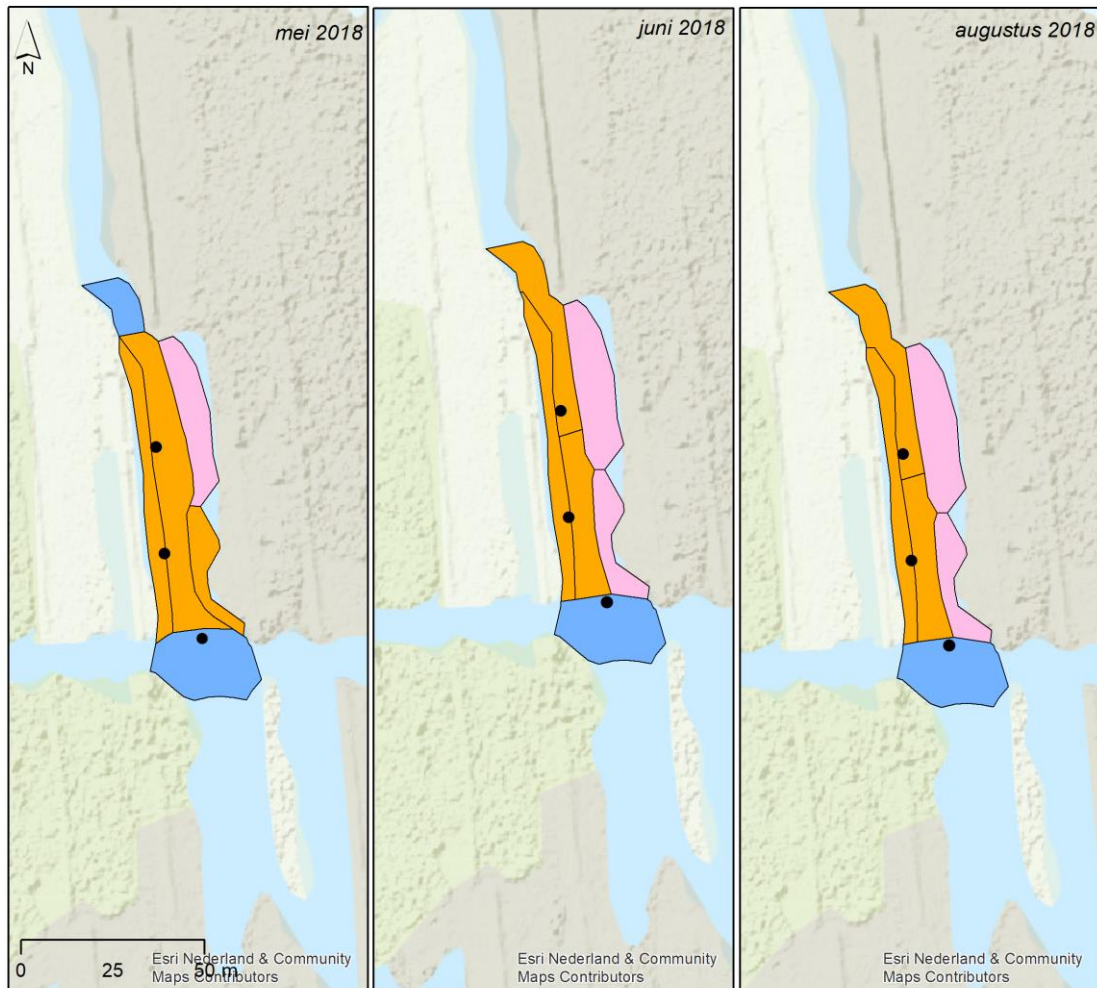 mei 2018
N
0 25 50 m
Esri Nederland & Community
Maps Contributors
juni 2018
Esri Nederland & Community
Maps Contributors
augustus 2018
Esri Nederland & Community
Maps Contributors